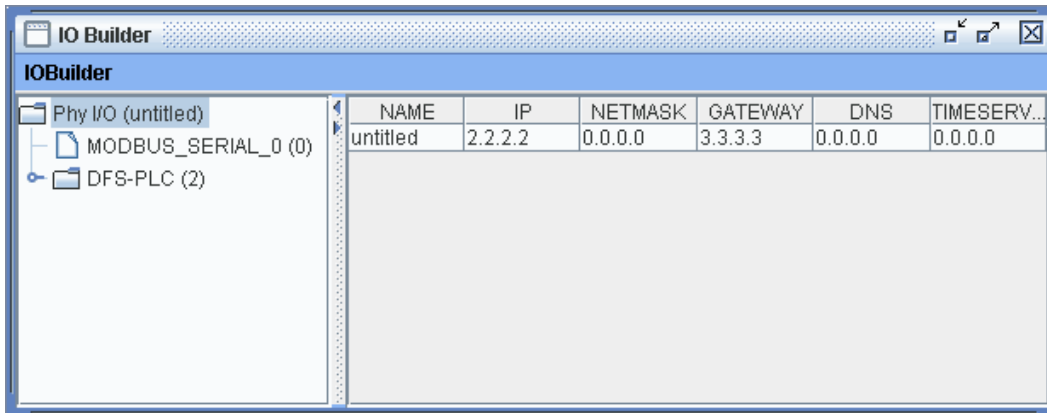 IO Builder
IOBuilder
Phy I/O (untitled)
MODBUS_SERIAL_0 (0)
DFS-PLC (2)
NAME IP NETMASK GATEWAY DNS TIMESERV...
untitled 2.2.2.2 0.0.0.0 3.3.3.3 0.0.0.0 0.0.0.0